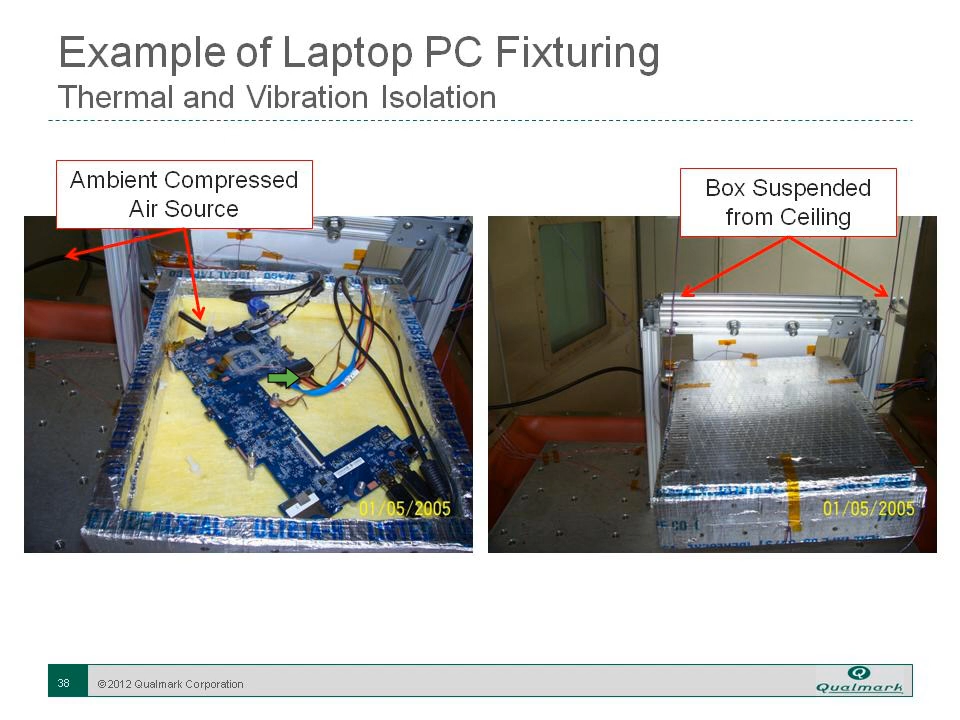 Example of Laptop PC Fixturing
Thermal and Vibration Isolation
Ambient Compressed
Air Source
Box Suspended
from Ceiling
01/05/2005
01/05/2005
38
©2012 Qualmark Corporation
Qualmark